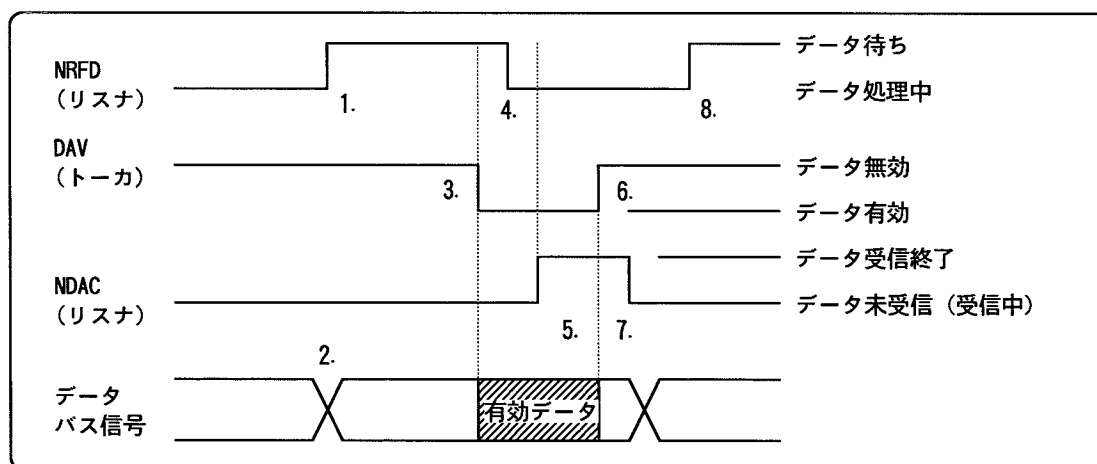 NRFD
(リスナ)
1.
4.
8.
データ待ち
データ処理中
DAV
(トーカ)
3.
6.
データ無効
データ有効
NDAC
(リスナ)
5.
7.
データ受信終了
データ未受信(受信中)
2.
データ
バス信号
有効データ